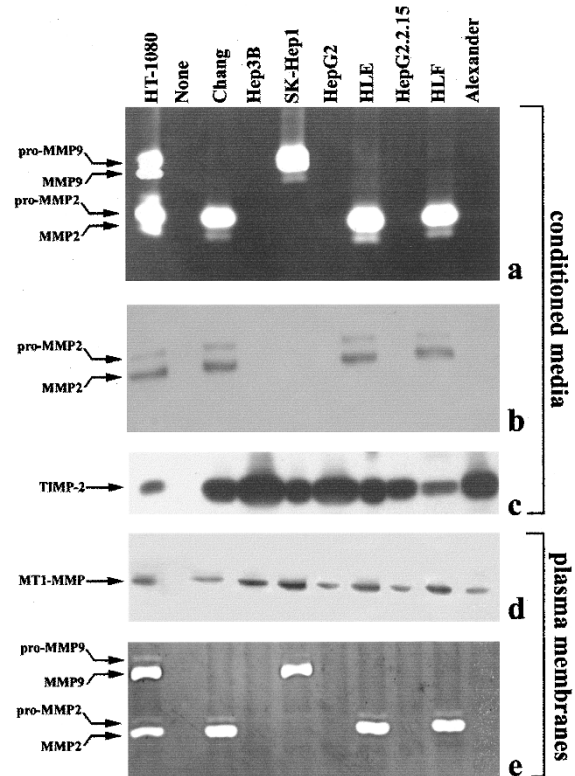 HT-1080
None
Chang
Hep3B
SK-Hep1
HepG2
HLE
HepG2.2.15
HLF
Alexander
pro-MMP9
MMP9
pro-MMP2
MMP2
a
pro-MMP2
MMP2
b
TIMP-2
c
conditioned media
MT1-MMP
d
pro-MMP9
MMP9
pro-MMP2
MMP2
e
plasma membranes